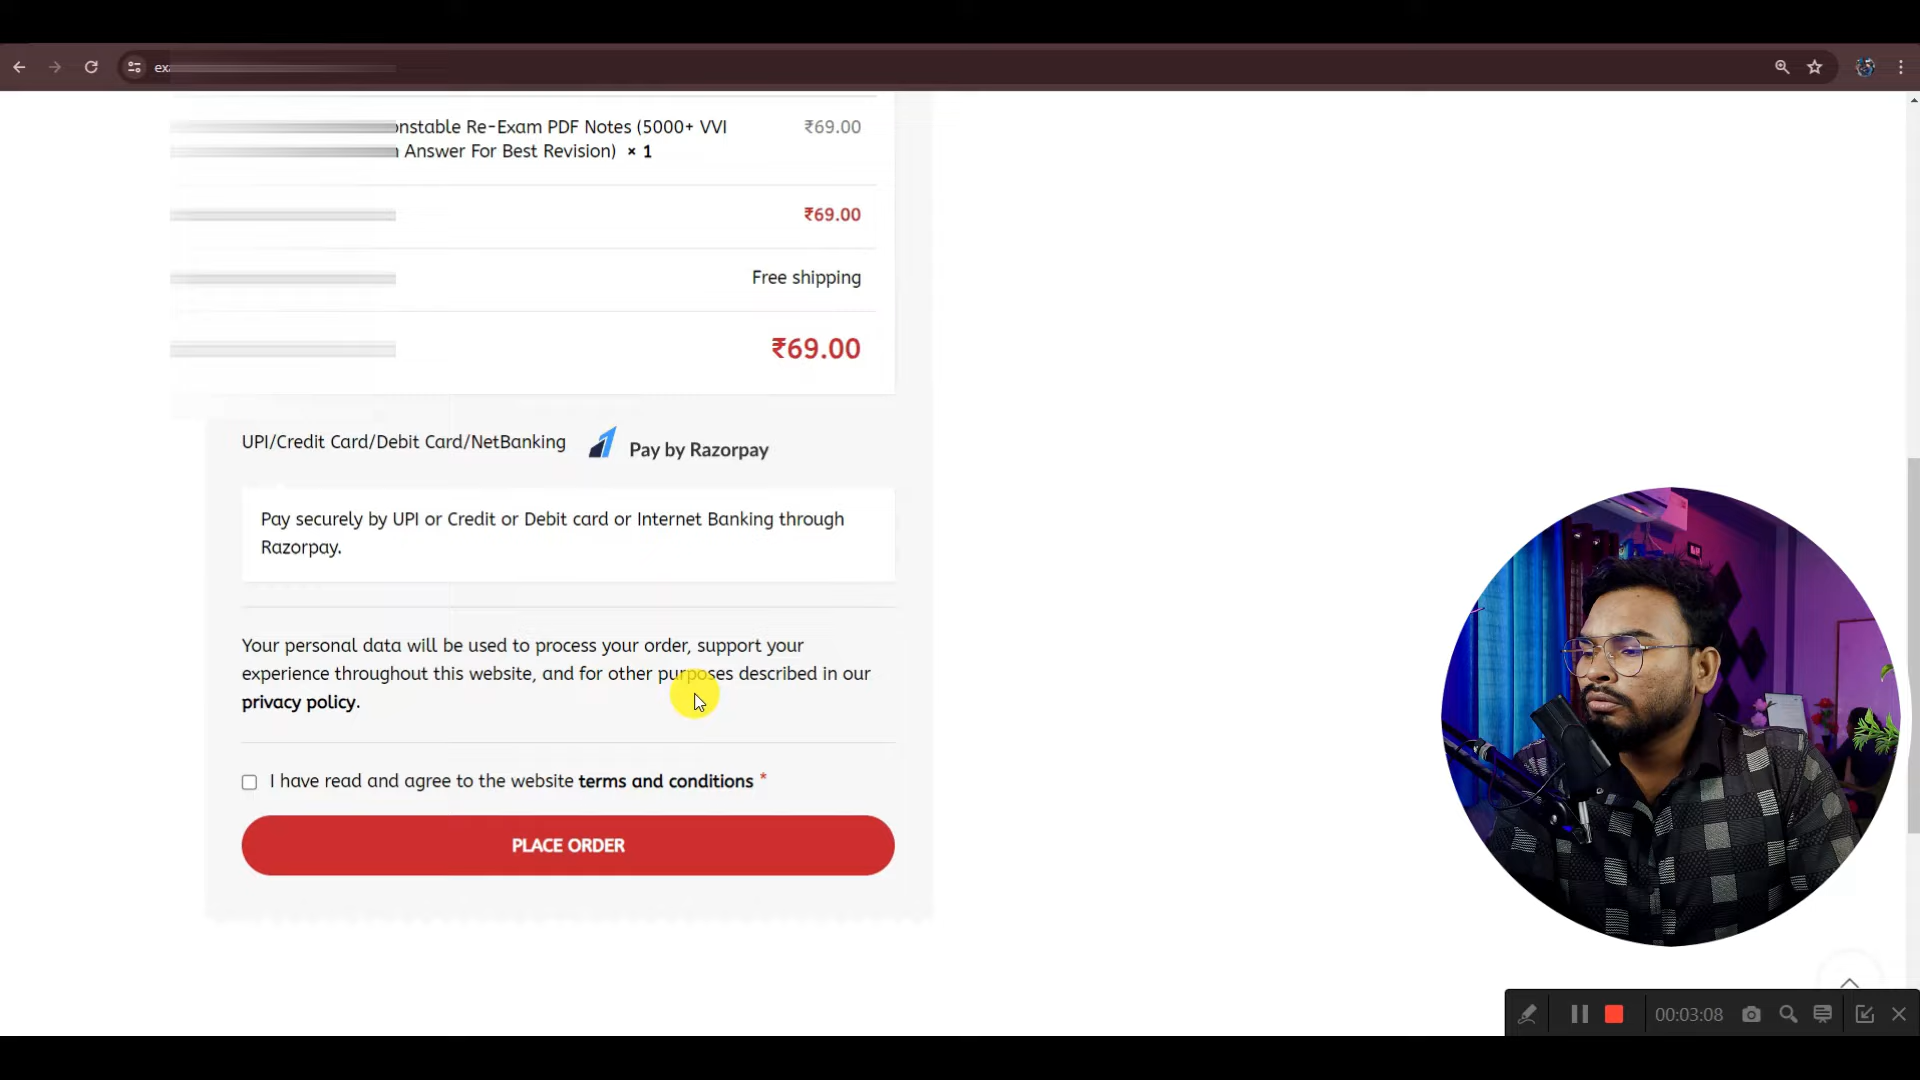 ex
onstable Re-Exam PDF Notes (5000+ VVI ₹69.00
Answer For Best Revision) × 1
₹69.00
Free shipping
₹69.00
UPI/Credit Card/Debit Card/NetBanking Pay by Razorpay
Pay securely by UPI or Credit or Debit card or Internet Banking through
Razorpay.
Your personal data will be used to process your order, support your
experience throughout this website, and for other purposes described in our
privacy policy.
I have read and agree to the website terms and conditions *
PLACE ORDER
00:03:08